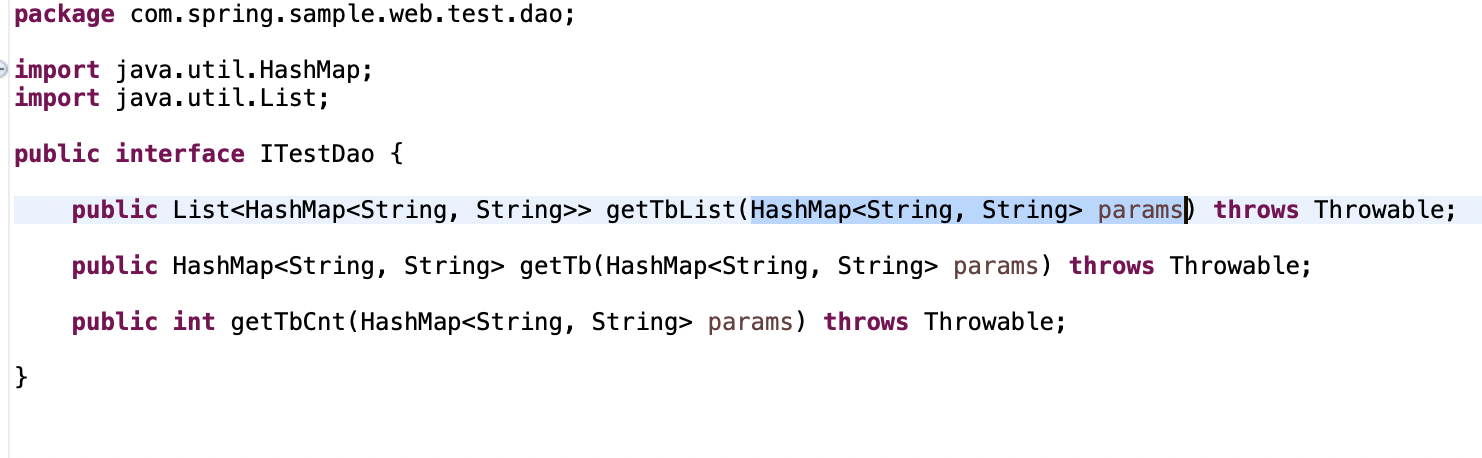 package com.spring.sample.web.test.dao;
import java.util.HashMap;
import java.util.List;
public interface ITestDao {
public List<HashMap<String, String>> getTbList(HashMap<String, String> params) throws Throwable;
public HashMap<String, String> getTb(HashMap<String, String> params) throws Throwable;
public int getTbCnt(HashMap<String, String> params) throws Throwable;
}